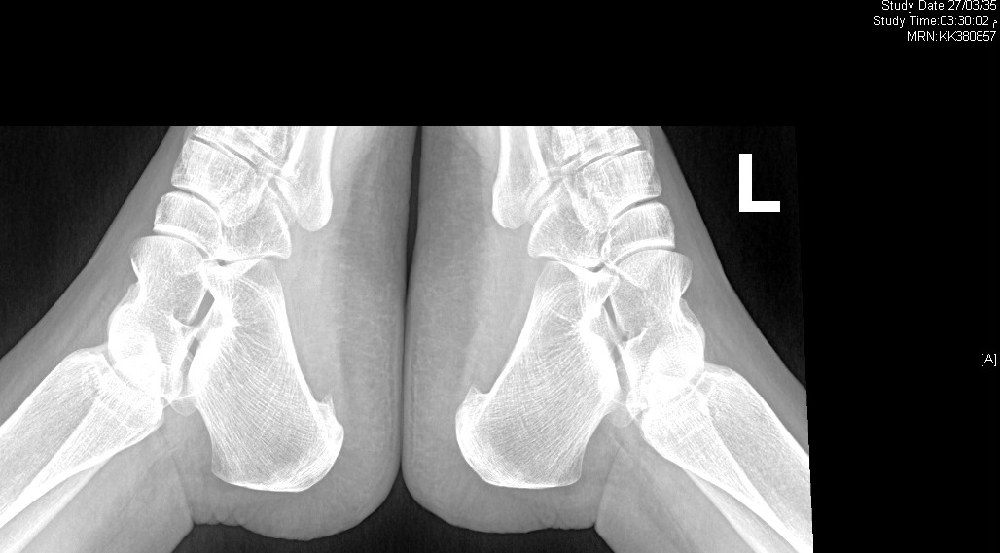 Study Date:27/03/35
Study Time:03:30:02 م
MRN:KK380857
L
[A]